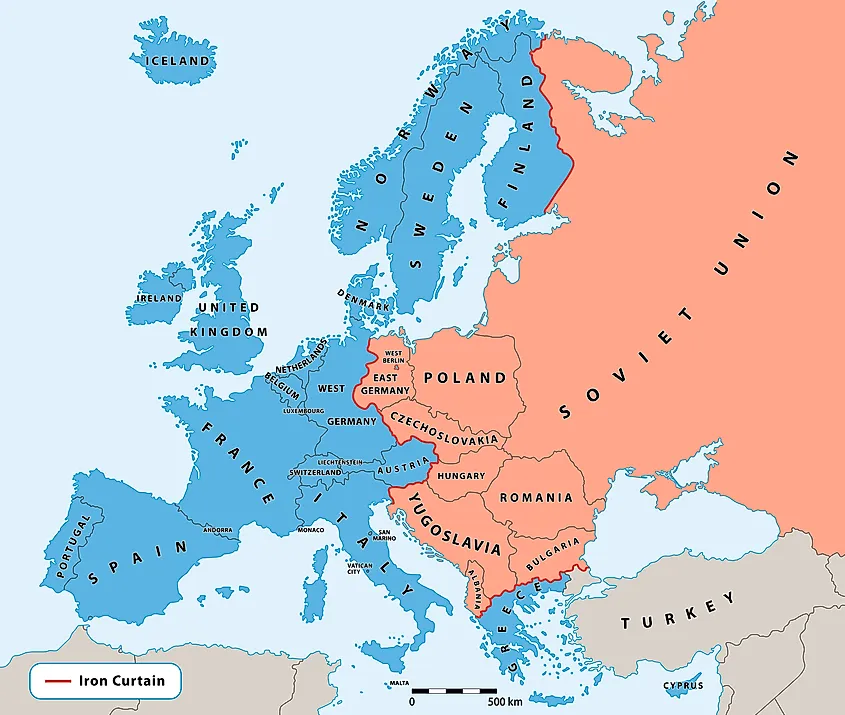 ICELAND
NORWAY
SWEDEN
FINLAND
SOVIET UNION
DENMARK
IRELAND
UNITED
KINGDOM
NETHERLANDS
BELGIUM
LUXEMBOURG
WEST
GERMANY
WEST
BERLIN
EAST
GERMANY
POLAND
CZECHOSLOVAKIA
FRANCE
LIECHTENSTEIN
SWITZERLAND
AUSTRIA
HUNGARY
ROMANIA
PORTUGAL
SPAIN
ANDORRA
MONACO
ITALY
SAN
MARINO
VATICAN
CITY
YUGOSLAVIA
BULGARIA
ALBANIA
GREECE
TURKEY
MALTA
CYPRUS
Iron Curtain
0 500 km